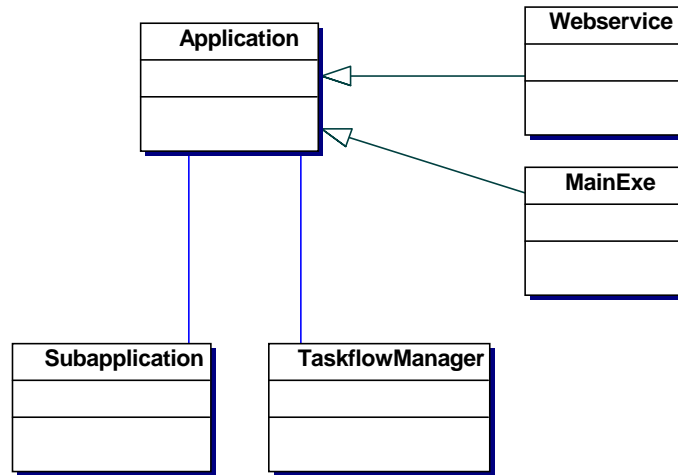 Webservice
Application
MainExe
Subapplication
TaskflowManager